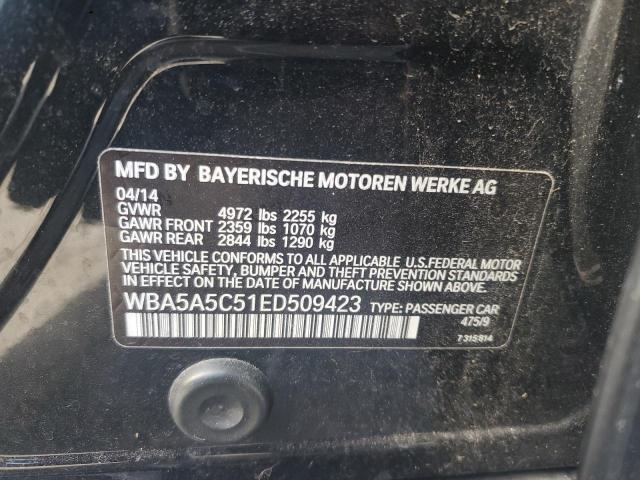 MFD BY BAYERISCHE MOTOREN WERKE AG
04/14
GVWR 4972 lbs 2255 kg
GAWR FRONT 2359 lbs 1070 kg
GAWR REAR 2844 lbs 1290 kg
THIS VEHICLE CONFORMS TO ALL APPLICABLE U.S.FEDERAL MOTOR
VEHICLE SAFETY, BUMPER AND THEFT PREVENTION STANDARDS
IN EFFECT ON THE DATE OF MANUFACTURE SHOWN ABOVE.
WBA5A5C51ED509423 TYPE: PASSENGER CAR
475/9
7315814